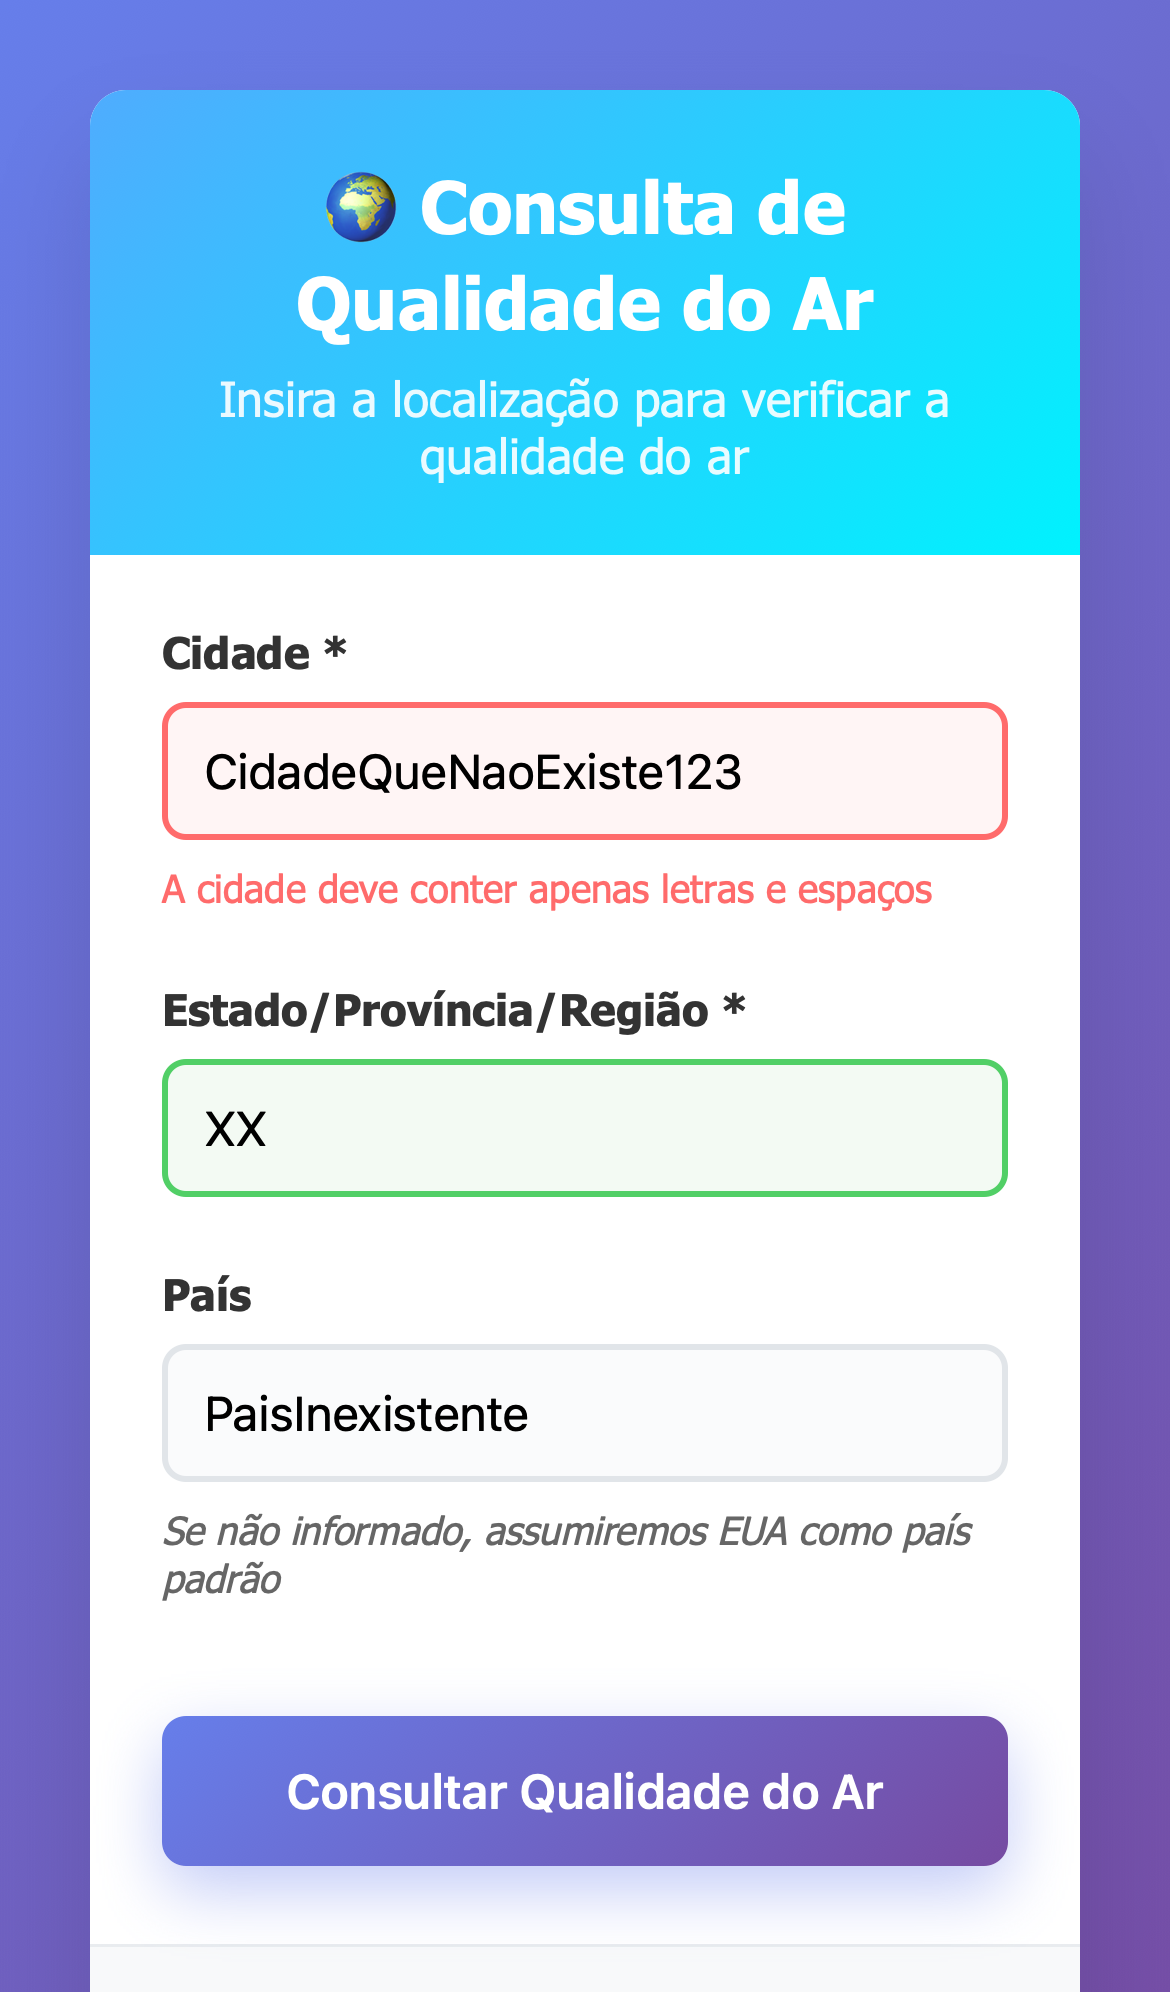 🌍 Consulta de
Qualidade do Ar
Insira a localização para verificar a
qualidade do ar
Cidade *
CidadeQueNaoExiste123
A cidade deve conter apenas letras e espaços
Estado/Província/Região *
XX
País
PaisInexistente
Se não informado, assumiremos EUA como país
padrão
Consultar Qualidade do Ar